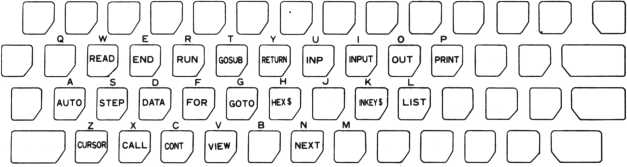 Q W E R T Y U I O P
READ END RUN GOSUB RETURN INP INPUT OUT PRINT
A S D F G H J K L
AUTO STEP DATA FOR GOTO HEX$ INKEY$ LIST
Z X C V B N M
CURSOR CALL CONT VIEW NEXT